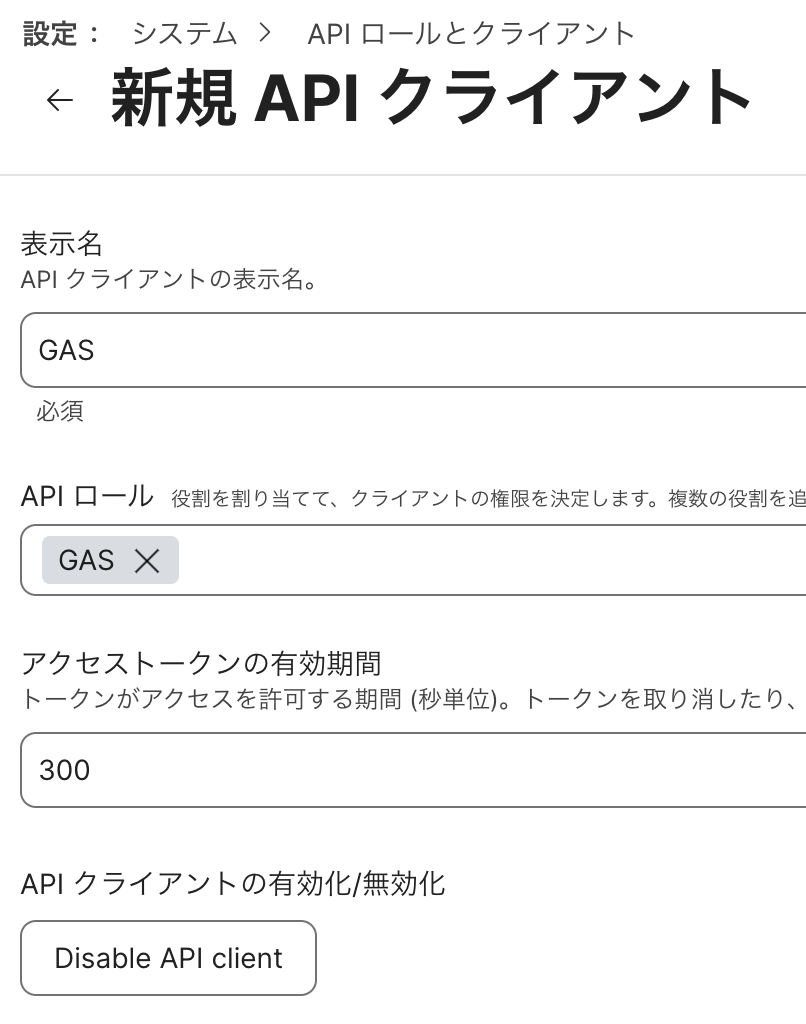 設定： システム > API ロールとクライアント
← 新規 API クライアント
表示名
API クライアントの表示名。
GAS
必須
API ロール 役割を割り当てて、クライアントの権限を決定します。複数の役割を追
GAS ×
アクセストークンの有効期間
トークンがアクセスを許可する期間 (秒単位)。トークンを取り消したり、
300
API クライアントの有効化/無効化
Disable API client